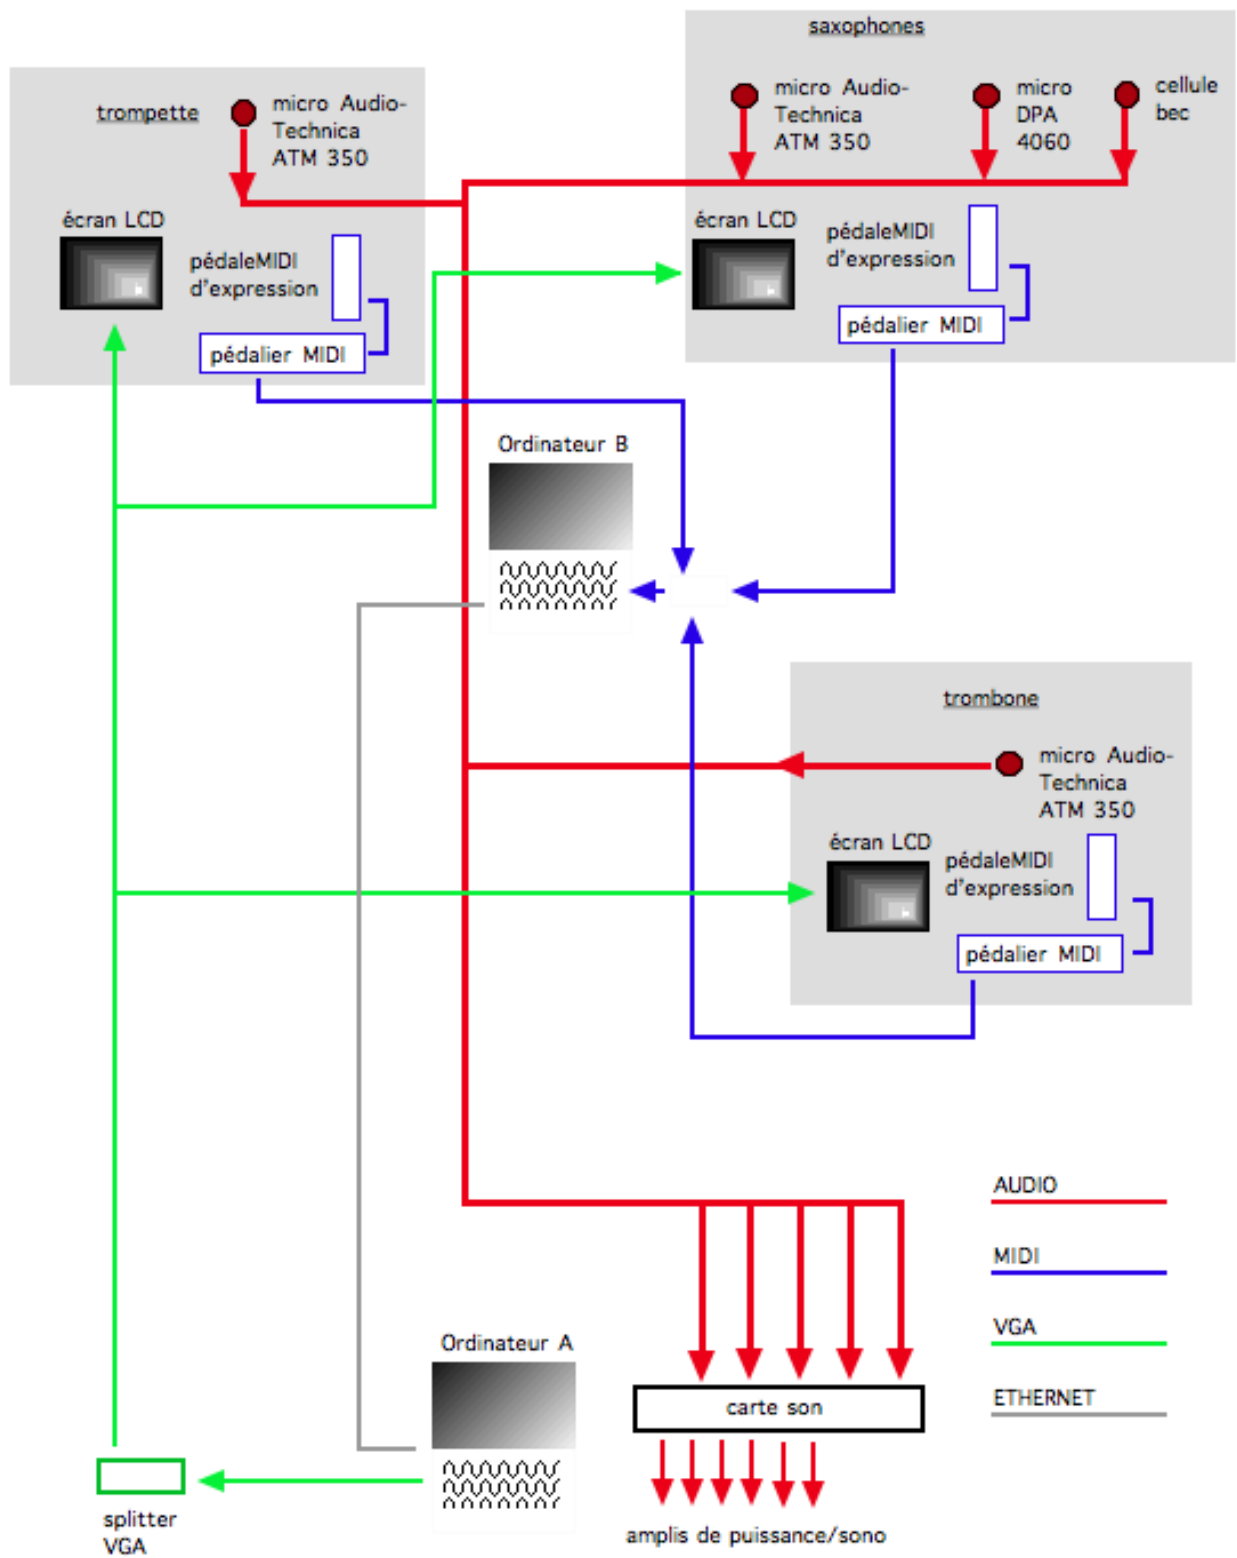 saxophones
trompette
micro Audio-
Technica
ATM 350
micro Audio-
Technica
ATM 350
micro
DPA
4060
cellule
bec
écran LCD
pédaleMIDI
d'expression
pédalier MIDI
écran LCD
pédaleMIDI
d'expression
pédalier MIDI
Ordinateur B
trombone
micro Audio-
Technica
ATM 350
écran LCD
pédaleMIDI
d'expression
pédalier MIDI
AUDIO
MIDI
VGA
ETHERNET
Ordinateur A
carte son
splitter
VGA
amplis de puissance/sono